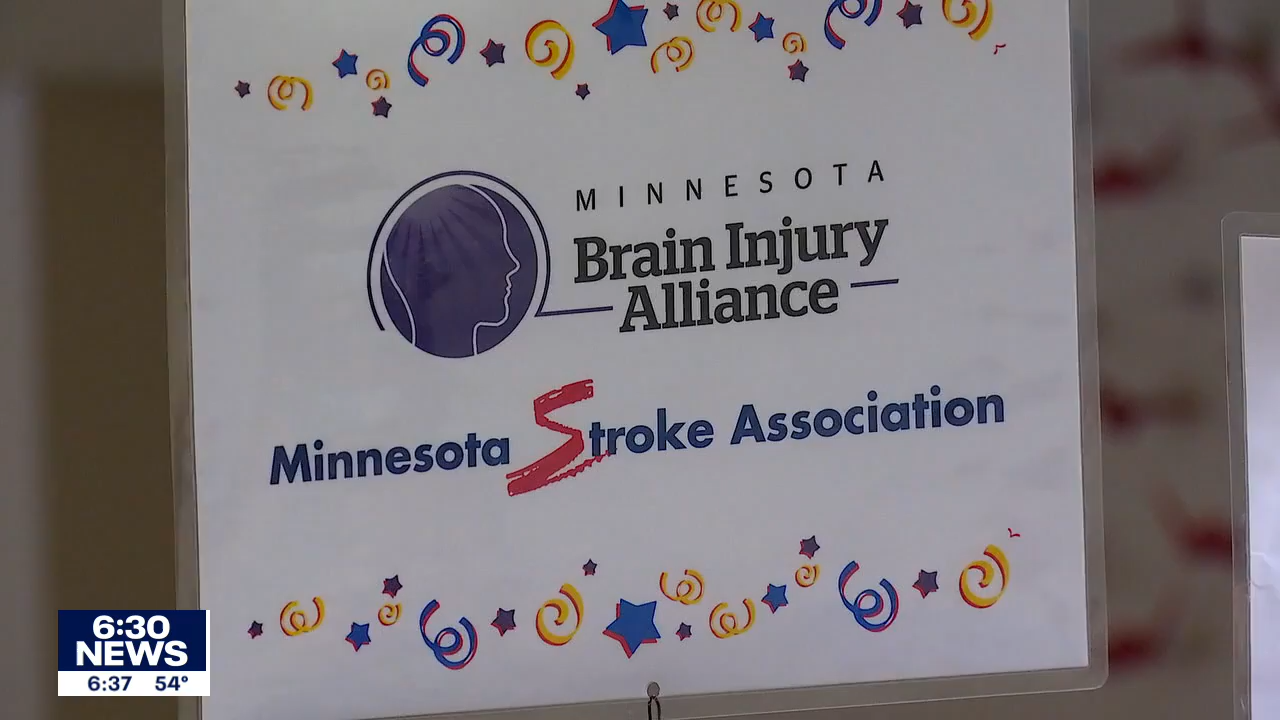 MINNESOTA
Brain Injury
Alliance
Minnesota Stroke Association
6:30
NEWS
6:37 54°